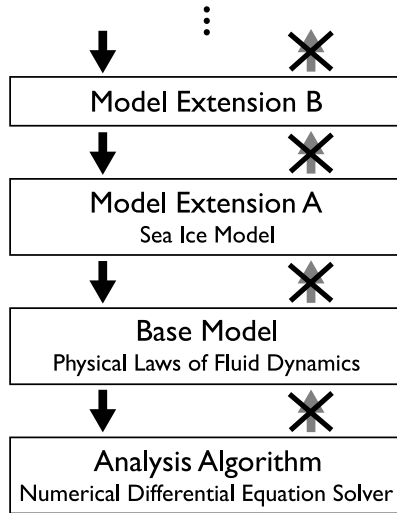 Model Extension B
Model Extension A
Sea Ice Model
Base Model
Physical Laws of Fluid Dynamics
Analysis Algorithm
Numerical Differential Equation Solver